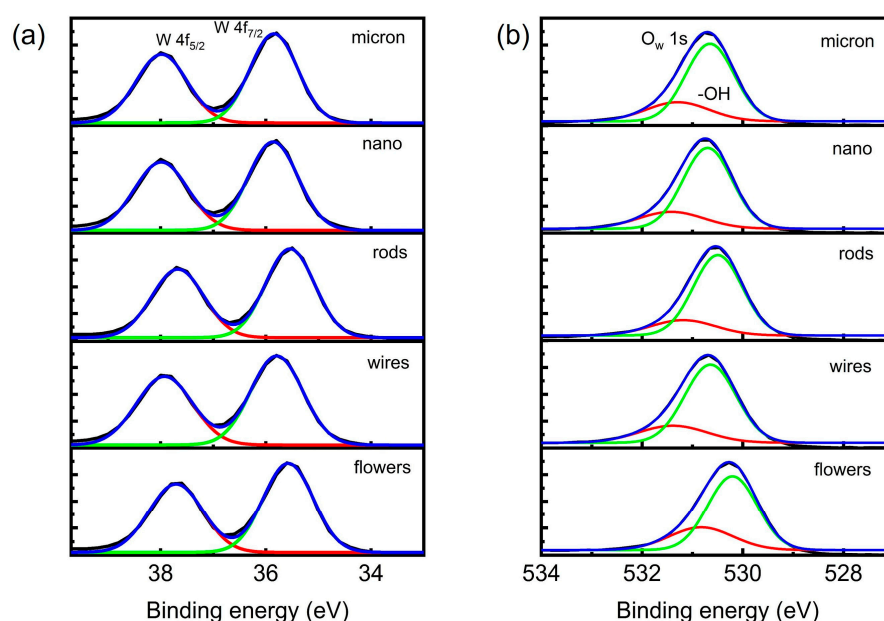 (a)
W 4f5/2
W 4f7/2
micron
nano
rods
wires
flowers
38
36
34
Binding energy (eV)
(b)
Ow 1s
-OH
micron
nano
rods
wires
flowers
534
532
530
528
Binding energy (eV)